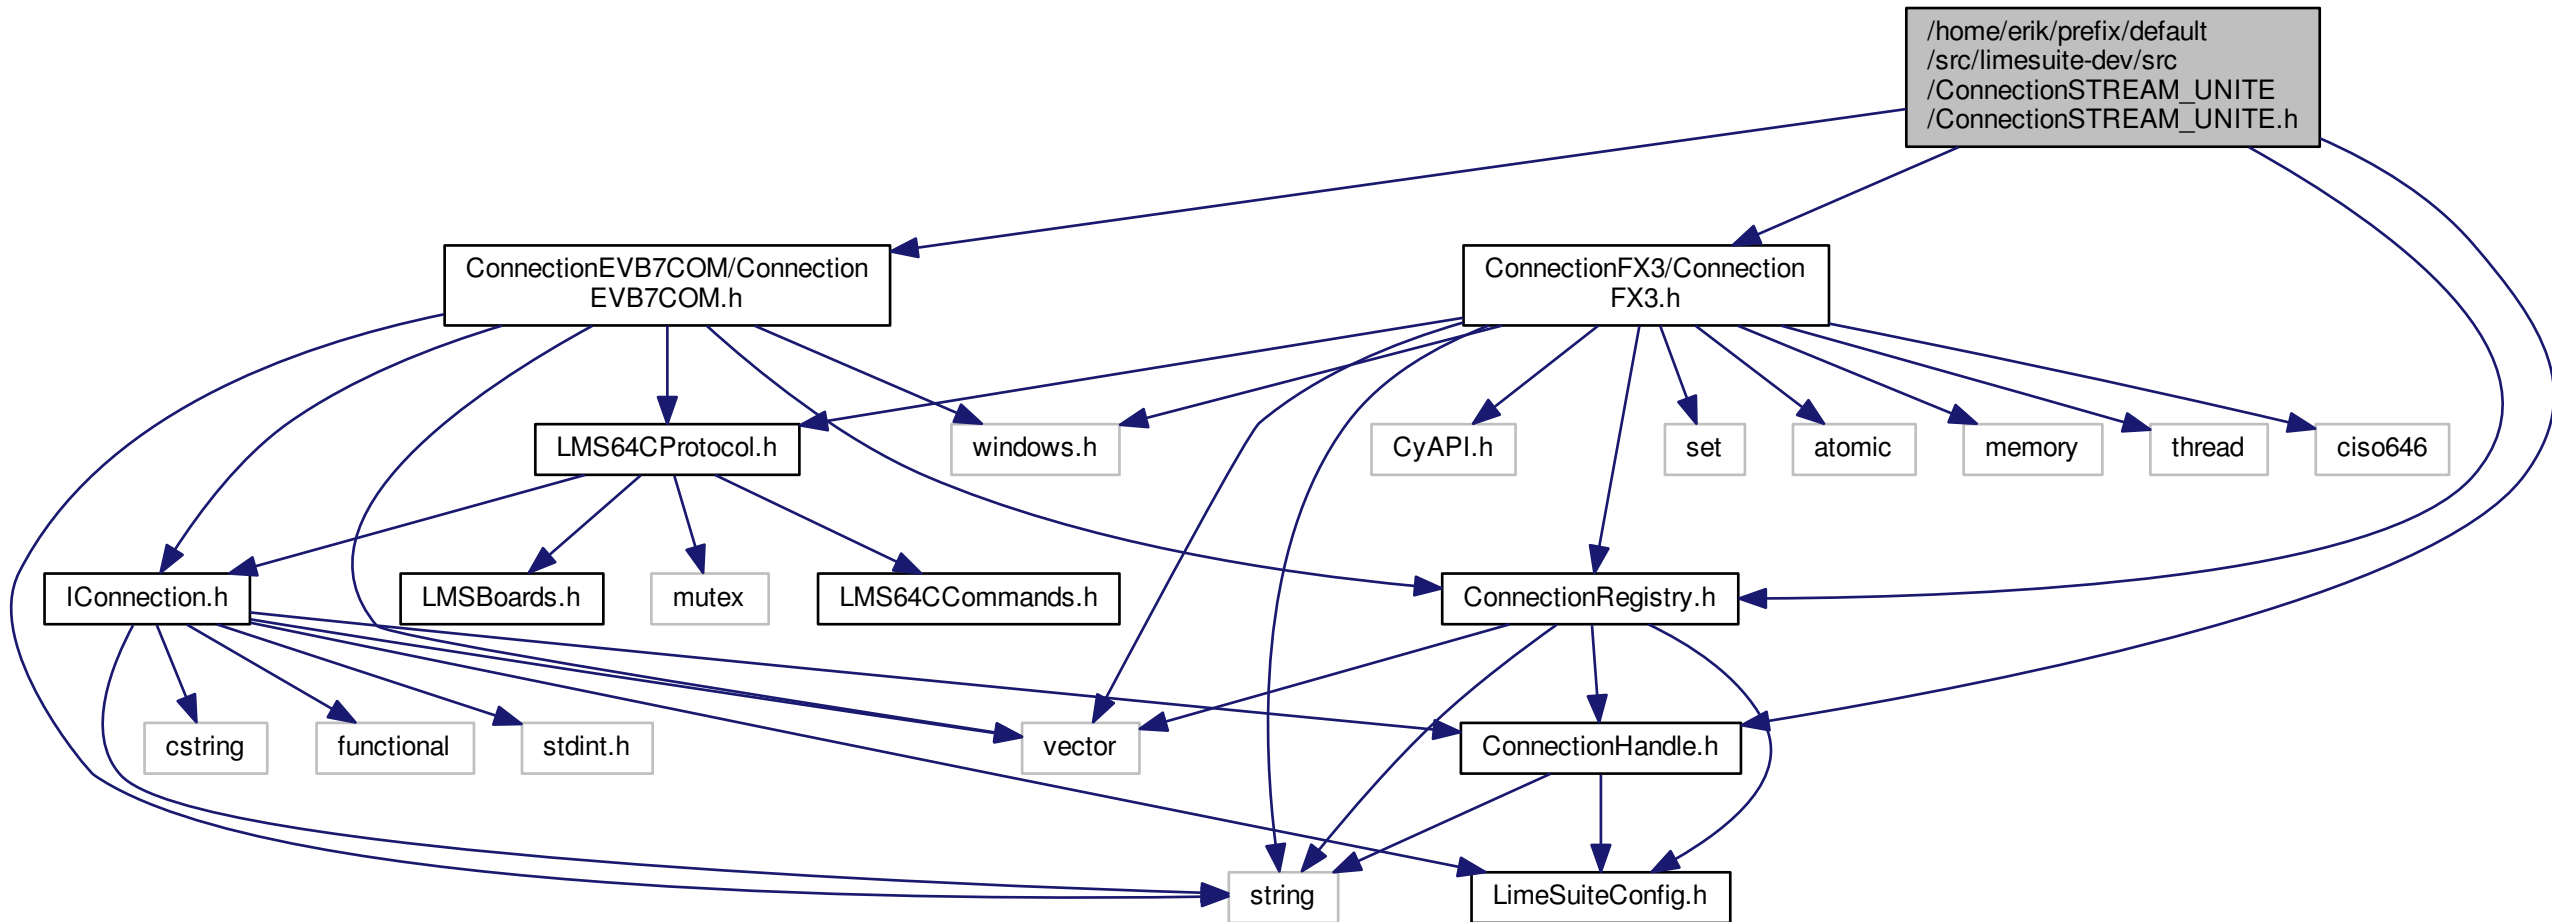 /home/erik/prefix/default
/src/limesuite-dev/src
/ConnectionSTREAM_UNITE
/ConnectionSTREAM_UNITE.h
ConnectionEVB7COM/Connection
EVB7COM.h
ConnectionFX3/Connection
FX3.h
LMS64CProtocol.h
windows.h
CyAPI.h
set
atomic
memory
thread
ciso646
IConnection.h
LMSBoards.h
mutex
LMS64CCommands.h
ConnectionRegistry.h
cstring
functional
stdint.h
vector
ConnectionHandle.h
string
LimeSuiteConfig.h